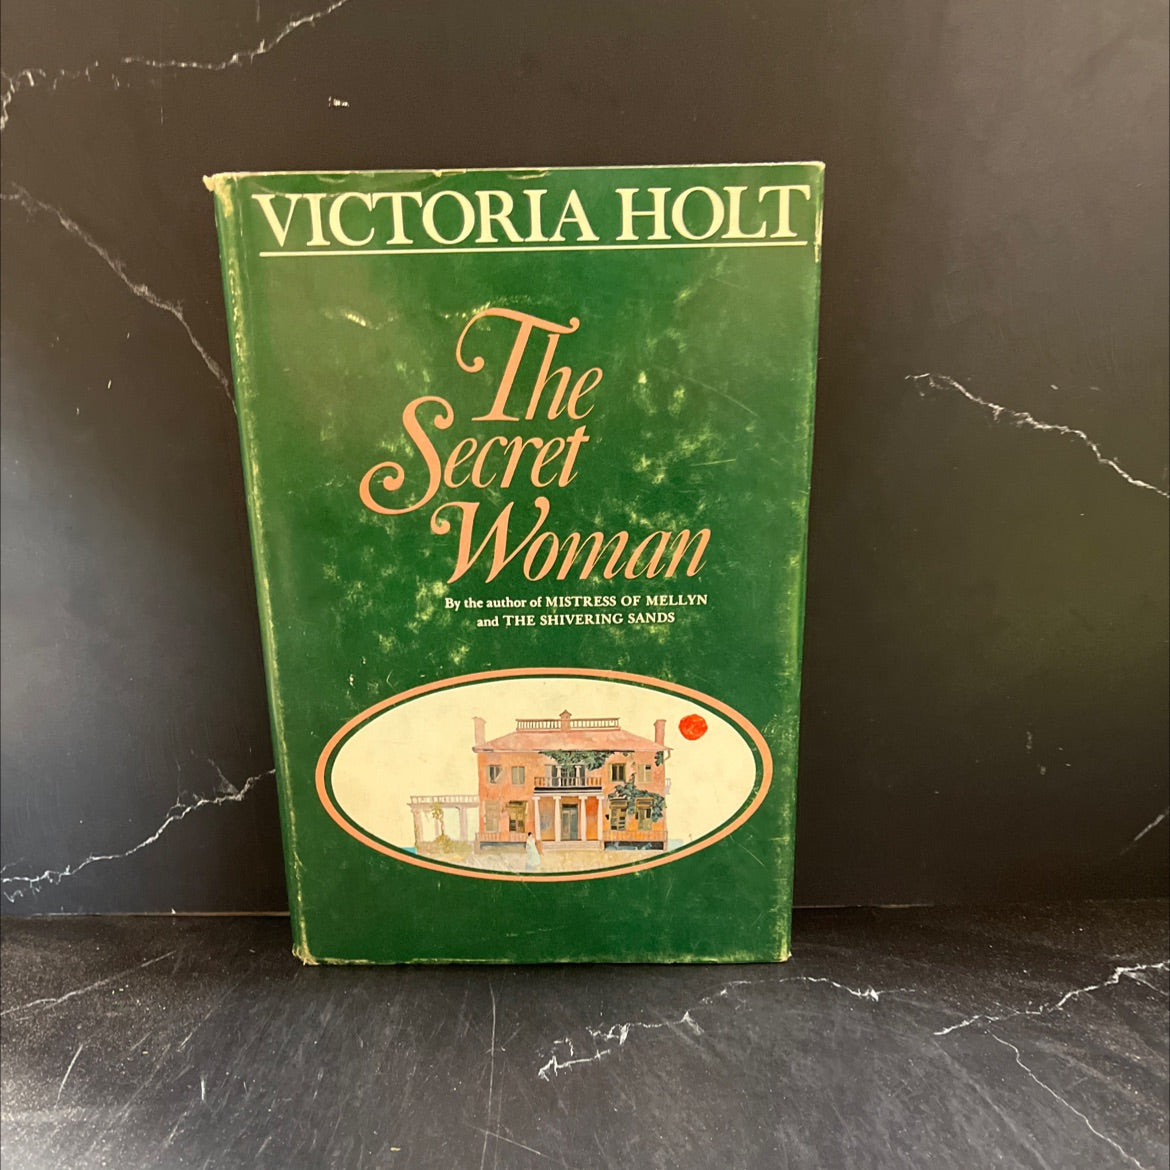 VICTORIA HOLT
The
Secret
Woman
By the author of MISTRESS OF MELLYN
and THE SHIVERING SANDS